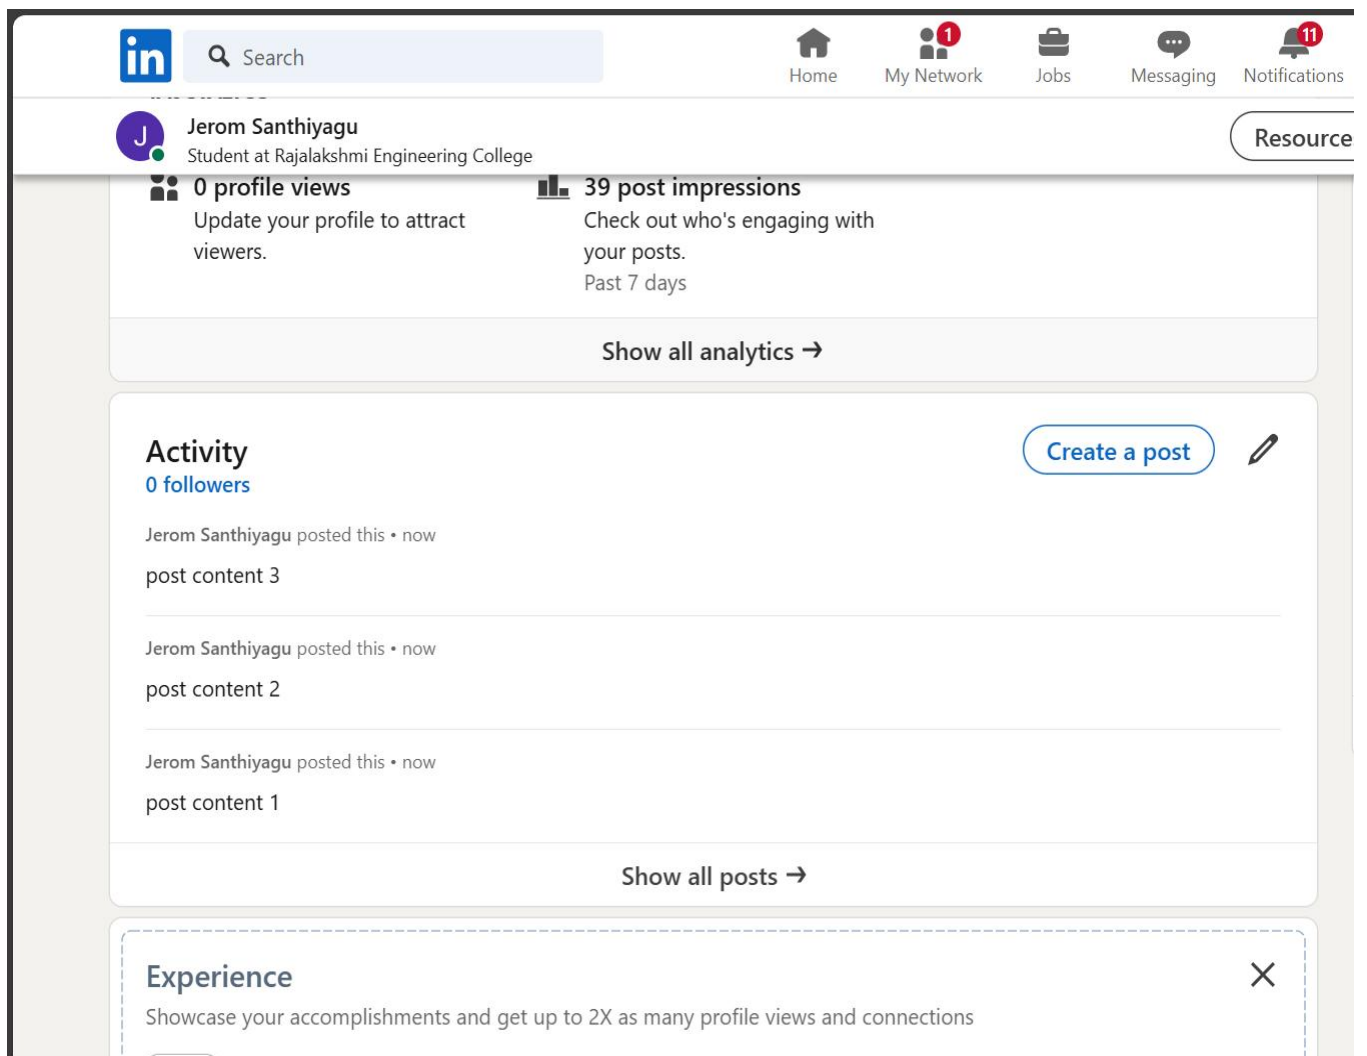 in
Search
Home
My Network
1
Jobs
Messaging
Notifications
11
J
Jerom Santhiyagu
Student at Rajalakshmi Engineering College
0 profile views
Update your profile to attract
viewers.
39 post impressions
Check out who's engaging with
your posts.
Past 7 days
Show all analytics →
Activity
0 followers
Create a post
Jerom Santhiyagu posted this • now
post content 3
Jerom Santhiyagu posted this • now
post content 2
Jerom Santhiyagu posted this • now
post content 1
Show all posts →
Experience
Showcase your accomplishments and get up to 2X as many profile views and connections